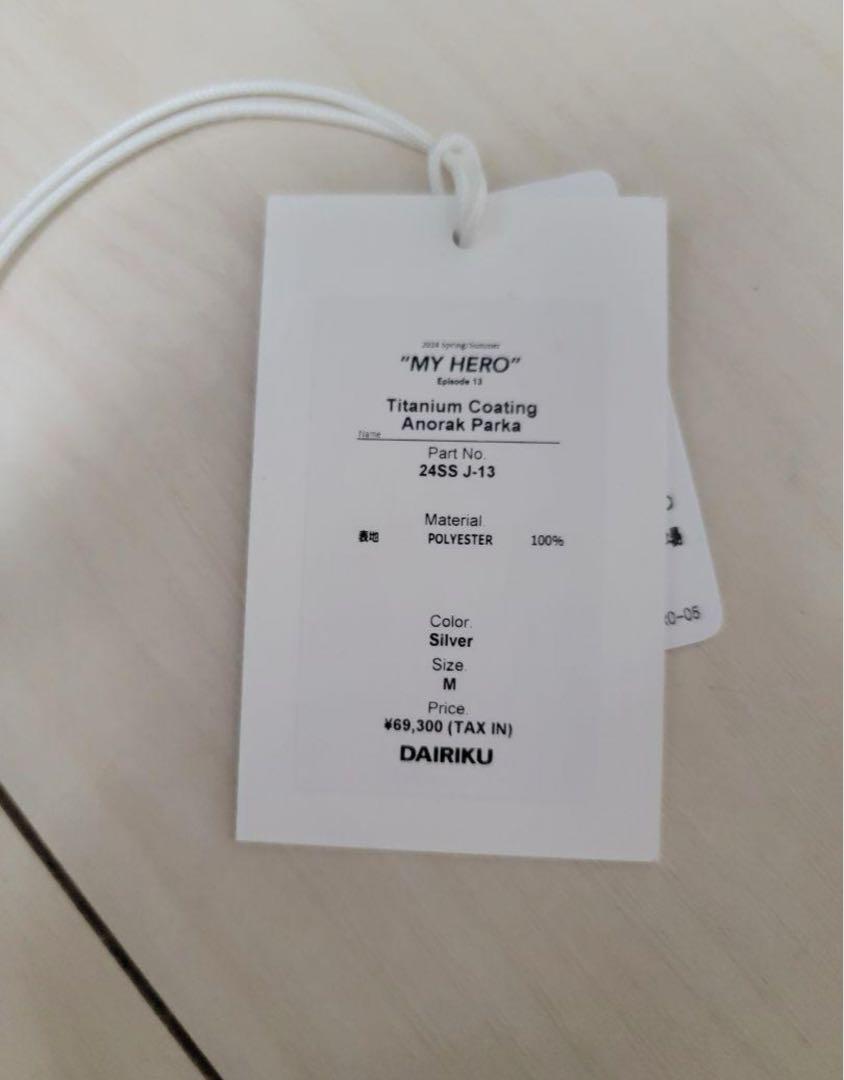 2024 Spring/Summer
"MY HERO"
Episode 13
Titanium Coating
Anorak Parka
Name
Part No.
24SS J-13
Material.
表地 POLYESTER 100%
Color.
Silver
Size.
M
Price.
¥69,300 (TAX IN)
DAIRIKU